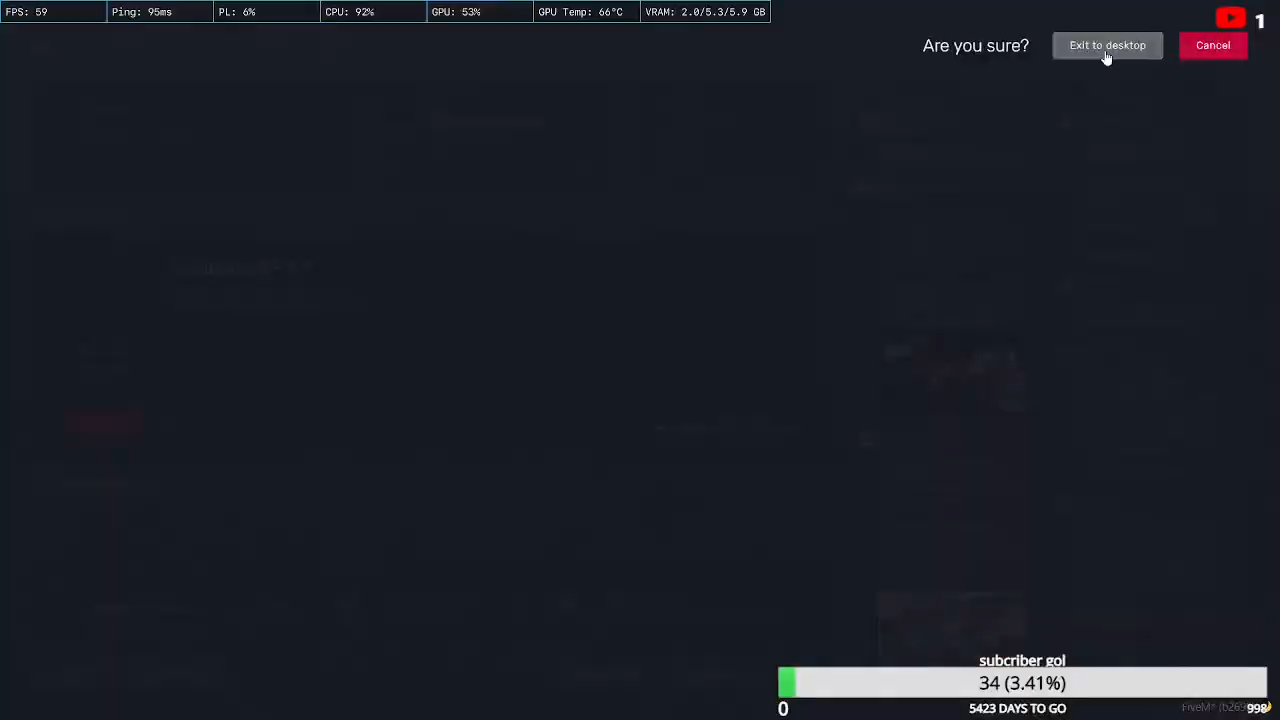 FPS: 59 Ping: 95ms PL: 6% CPU: 92% GPU: 53% GPU Temp: 66°C VRAM: 2.0/5.3/5.9 GB
1
Are you sure? Exit to desktop Cancel
subcriber gol
34 (3.41%)
0 5423 DAYS TO GO 998
FiveM*